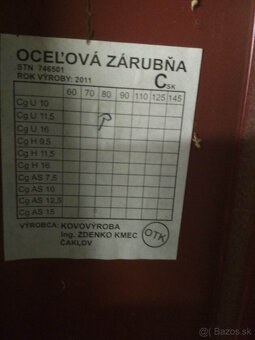 OCEĽOVÁ ZÁRUBŇA
STN 746501
ROK VÝROBY: 2011
CSK
60 70 80 90 110 125 145
Cg U 10
Cg U 11,5
Cg U 16
Cg H 9,5
Cg H 11,5
Cg H 16
Cg AS 7,5
Cg AS 10
Cg AS 12,5
Cg AS 15
VÝROBCA: KOVOVÝROBA
Ing. ZDENKO KMEC
ČAKLOV
OTK
Bazos.sk